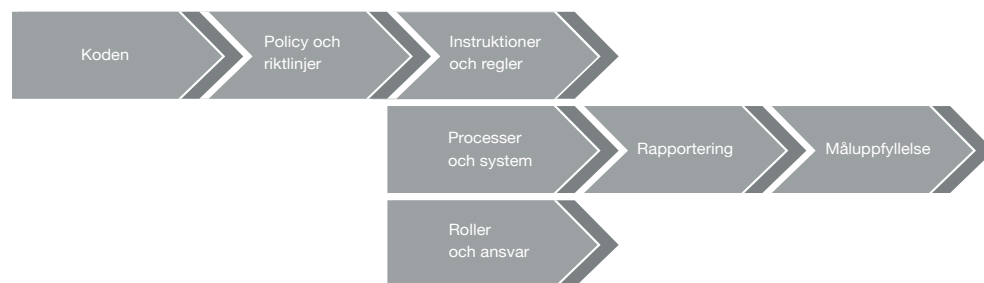 Koden
Policy och
riktlinjer
Instruktioner
och regler
Processer
och system
Rapportering
Måluppfyllelse
Roller
och ansvar